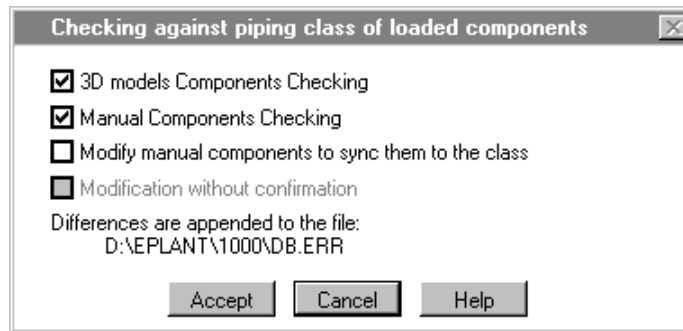 Checking against piping class of loaded components
3D models Components Checking
Manual Components Checking
Modify manual components to sync them to the class
Modification without confirmation
Differences are appended to the file:
D:\EPLANT\1000\DB.ERR
Accept Cancel Help